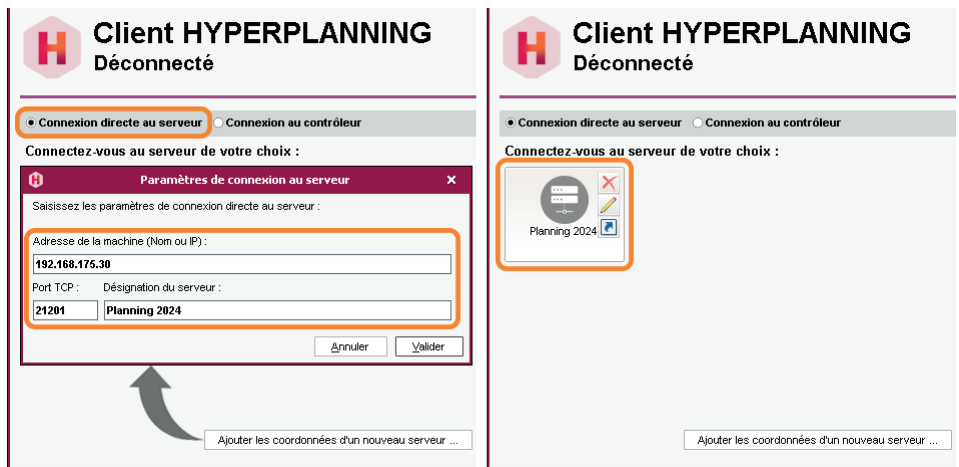 Client HYPERPLANNING
Déconnecté
Connexion directe au serveur Connexion au contrôleur
Connectez-vous au serveur de votre choix :
Paramètres de connexion au serveur
Saisissez les paramètres de connexion directe au serveur :
Adresse de la machine (Nom ou IP) :
192.168.175.30
Port TCP : Désignation du serveur :
21201 Planning 2024
Annuler Valider
Ajouter les coordonnées d'un nouveau serveur ...
Client HYPERPLANNING
Déconnecté
Connexion directe au serveur Connexion au contrôleur
Connectez-vous au serveur de votre choix :
Planning 2024
Ajouter les coordonnées d'un nouveau serveur ...